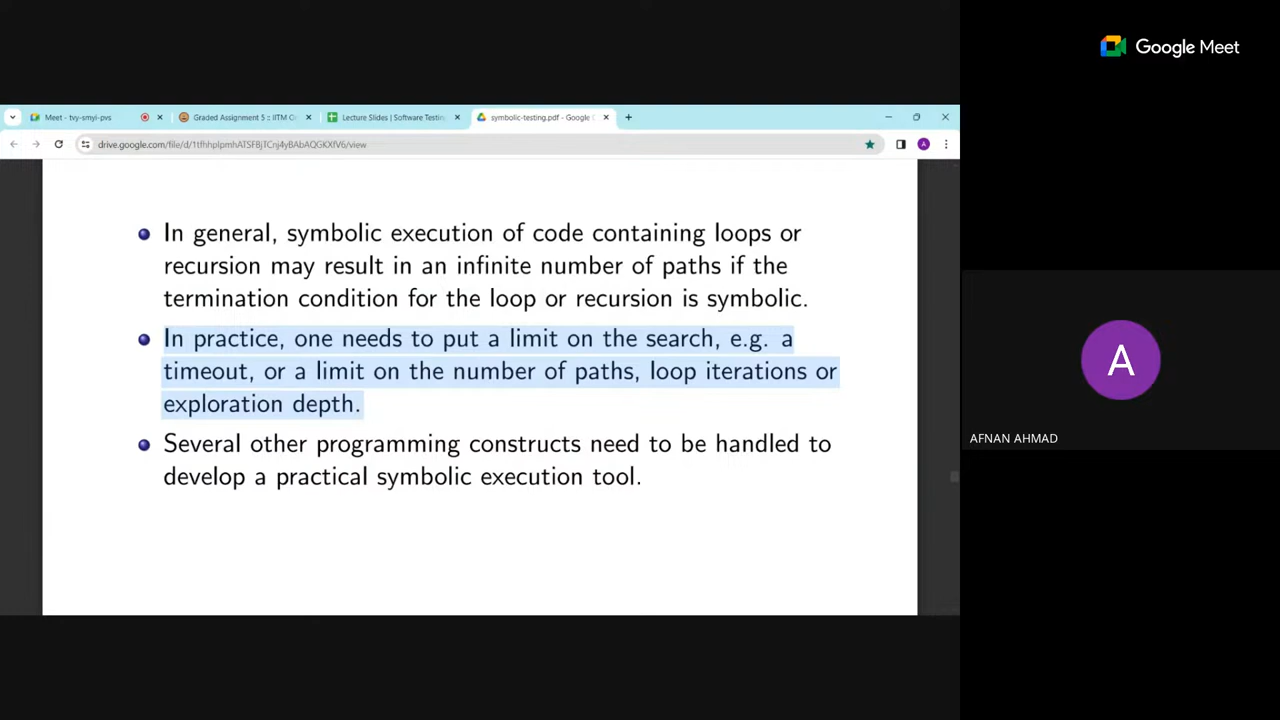 Google Meet
Meet - tvy-smyi-pvs
Graded Assignment 5 :: IITM O
Lecture Slides | Software Testin
symbolic-testing.pdf - Google
In general, symbolic execution of code containing loops or
recursion may result in an infinite number of paths if the
termination condition for the loop or recursion is symbolic.
In practice, one needs to put a limit on the search, e.g. a
timeout, or a limit on the number of paths, loop iterations or
exploration depth.
Several other programming constructs need to be handled to
develop a practical symbolic execution tool.
A
A
AFNAN AHMAD